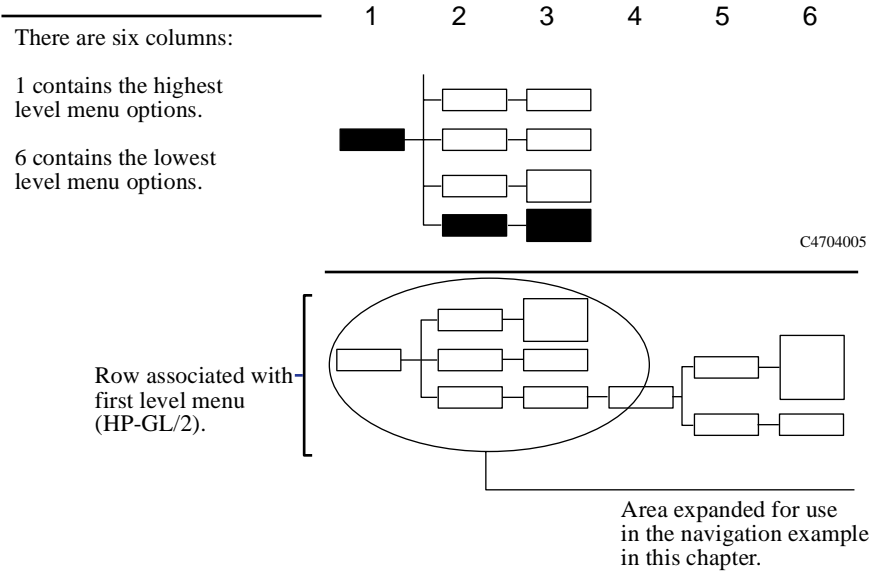 1 2 3 4 5 6
There are six columns:
1 contains the highest
level menu options.
6 contains the lowest
level menu options.
C4704005
Row associated with
first level menu
(HP-GL/2).
Area expanded for use
in the navigation example
in this chapter.